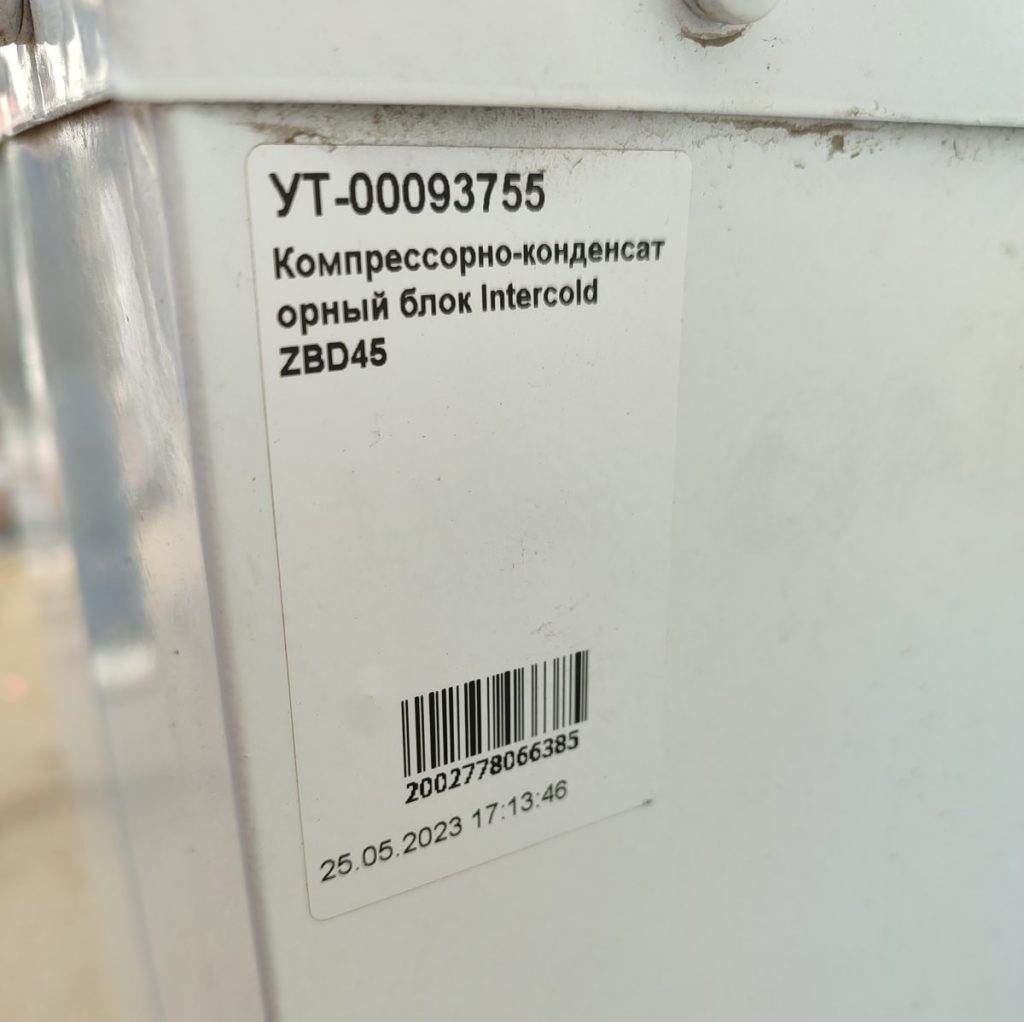 УТ-00093755
Компрессорно-конденсат
орный блок Intercold
ZBD45
2002778066385
25.05.2023 17:13:46